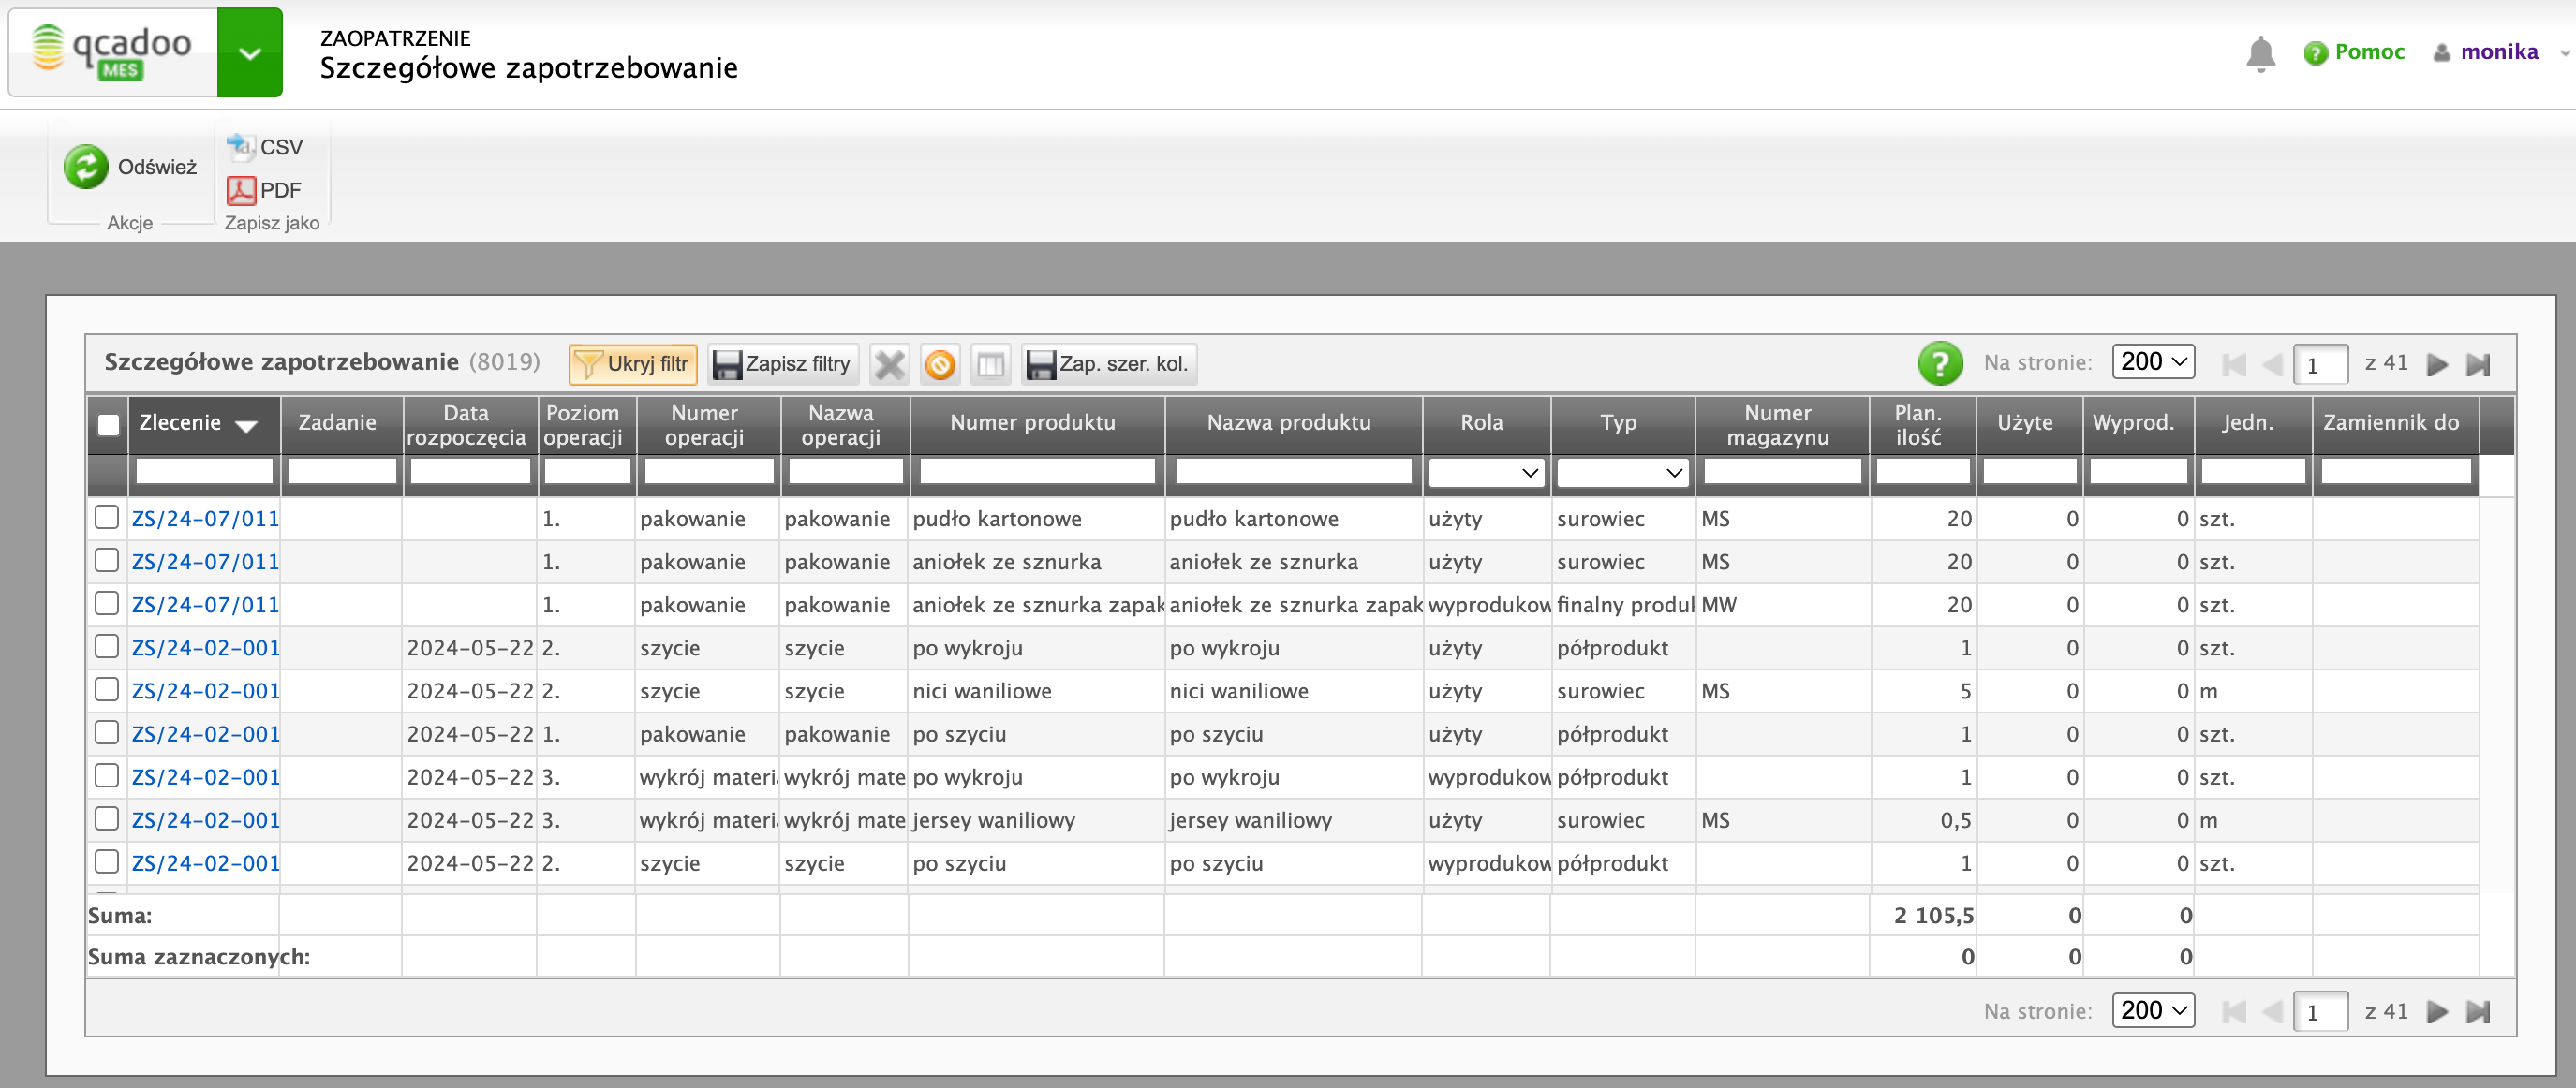 qcadoo
MES
ZAOPATRZENIE
Szczegółowe zapotrzebowanie
Pomoc
monika
Odśwież
CSV
PDF
Akcje
Zapisz jako
Szczegółowe zapotrzebowanie (8019) Ukryj filtr Zapisz filtry Zap. szer. kol. ? Na stronie: 200 1 z 41
Zlecenie Zadanie Data rozpoczęcia Poziom operacji Numer operacji Nazwa operacji Numer produktu Nazwa produktu Rola Typ Numer magazynu Plan. ilość Użyte Wyprod. Jedn. Zamiennik do
ZS/24-07/011 1. pakowanie pakowanie pudło kartonowe pudło kartonowe użyty surowiec MS 20 0 0 szt.
ZS/24-07/011 1. pakowanie pakowanie aniołek ze sznurka aniołek ze sznurka użyty surowiec MS 20 0 0 szt.
ZS/24-07/011 1. pakowanie pakowanie aniołek ze sznurka zapak aniołek ze sznurka zapak wyprodukow finalny produk MW 20 0 0 szt.
ZS/24-02-001 2024-05-22 2. szycie szycie po wykroju po wykroju użyty półprodukt 1 0 0 szt.
ZS/24-02-001 2024-05-22 2. szycie szycie nici waniliowe nici waniliowe użyty surowiec MS 5 0 0 m
ZS/24-02-001 2024-05-22 1. pakowanie pakowanie po szyciu po szyciu użyty półprodukt 1 0 0 szt.
ZS/24-02-001 2024-05-22 3. wykrój materi wykrój mate po wykroju po wykroju wyprodukow półprodukt 1 0 0 szt.
ZS/24-02-001 2024-05-22 3. wykrój materi wykrój mate jersey waniliowy jersey waniliowy użyty surowiec MS 0,5 0 0 m
ZS/24-02-001 2024-05-22 2. szycie szycie po szyciu po szyciu wyprodukow półprodukt 1 0 0 szt.
Suma: 2 105,5 0 0
Suma zaznaczonych: 0 0 0
Na stronie: 200 1 z 41